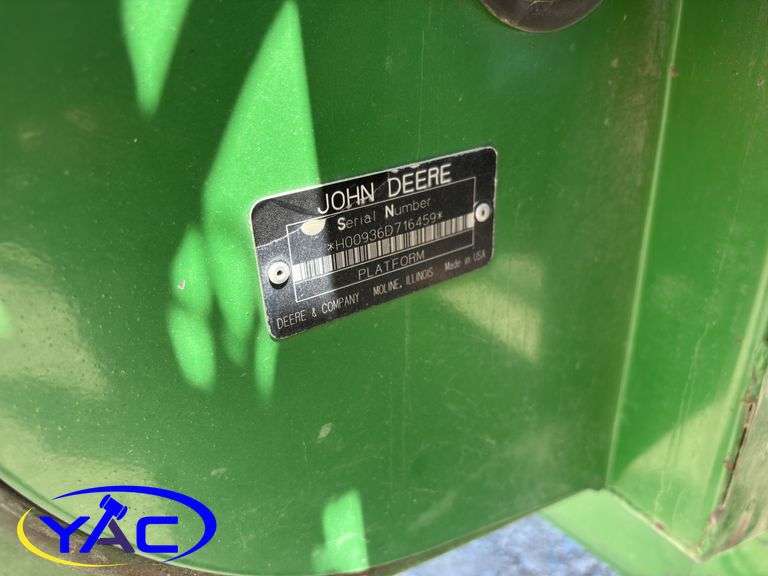 JOHN DEERE
Serial Number
*H00936D716459*
PLATFORM
DEERE & COMPANY MOLINE, ILLINOIS Made in USA
YAC